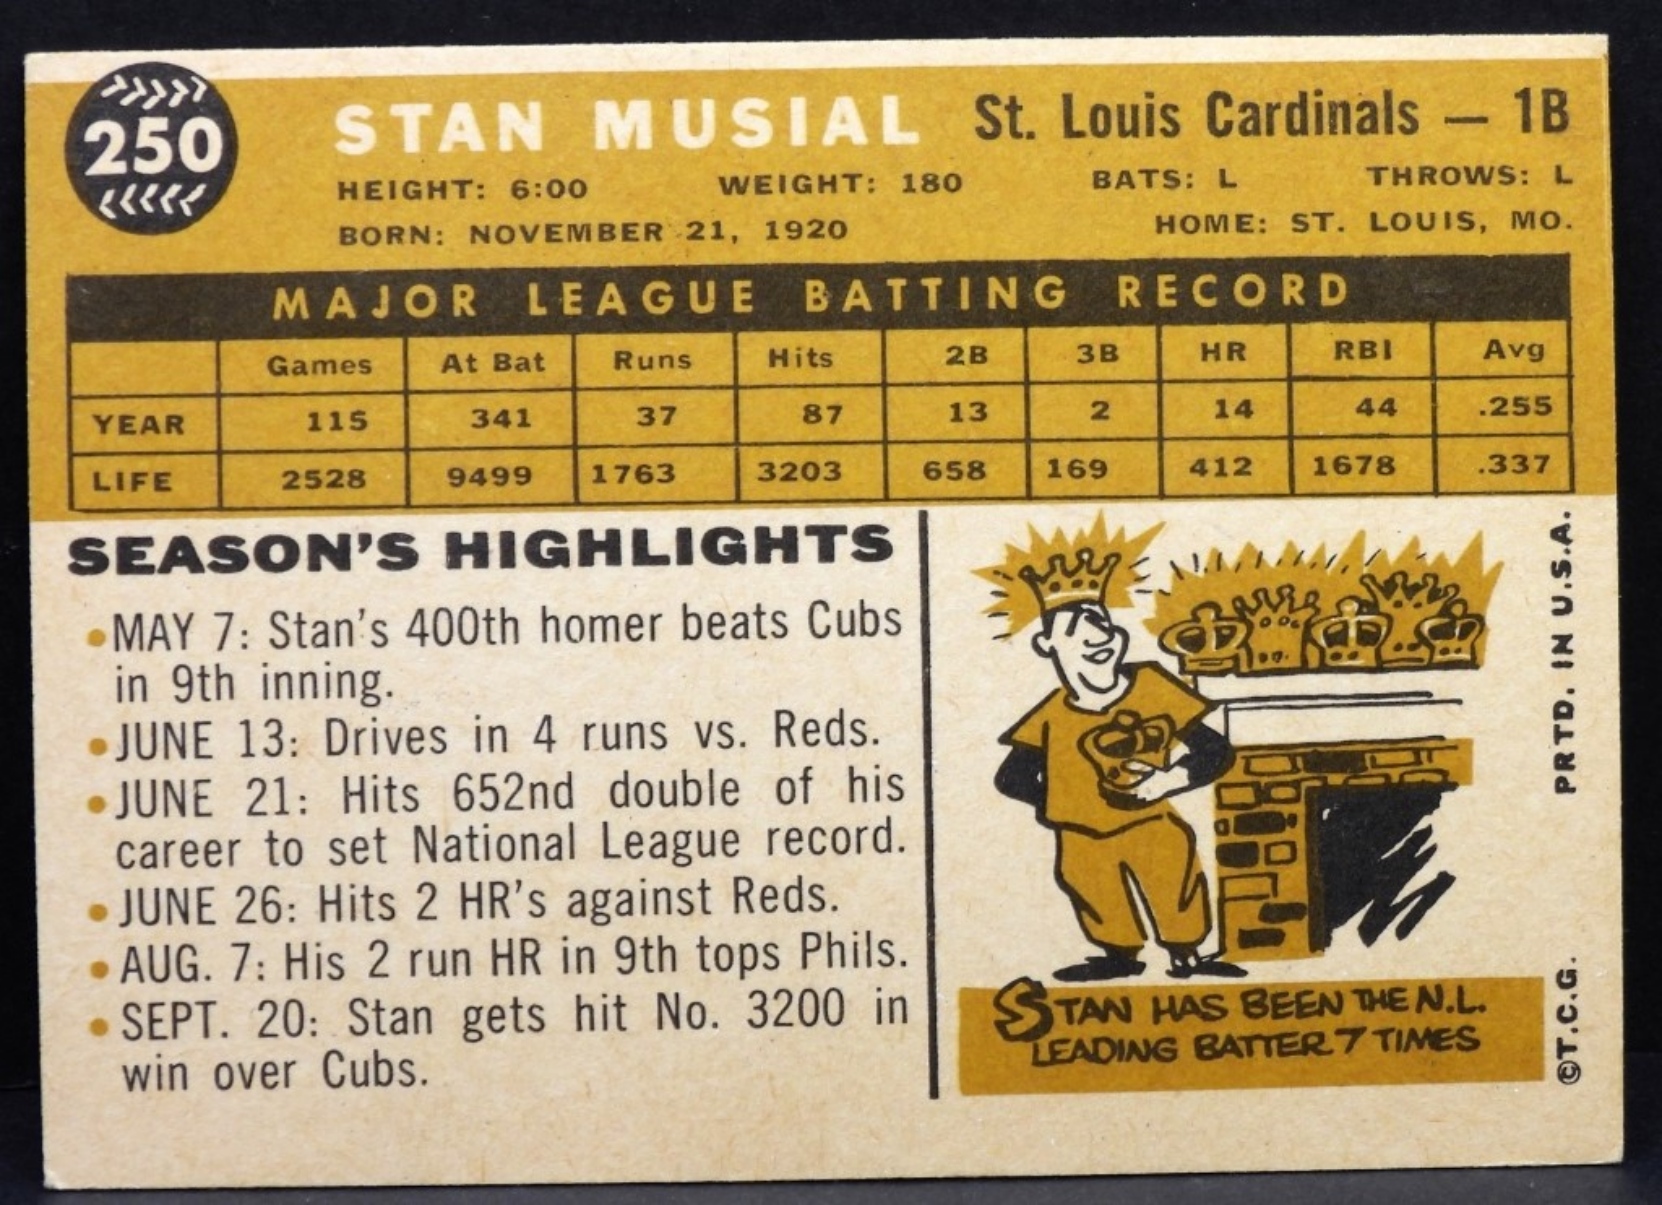 250
STAN MUSIAL St. Louis Cardinals — 1B
HEIGHT: 6:00 WEIGHT: 180 BATS: L THROWS: L
BORN: NOVEMBER 21, 1920 HOME: ST. LOUIS, MO.
MAJOR LEAGUE BATTING RECORD
Games At Bat Runs Hits 2B 3B HR RBI Avg
YEAR 115 341 37 87 13 2 14 44 .255
LIFE 2528 9499 1763 3203 658 169 412 1678 .337
SEASON'S HIGHLIGHTS
• MAY 7: Stan's 400th homer beats Cubs
in 9th inning.
• JUNE 13: Drives in 4 runs vs. Reds.
• JUNE 21: Hits 652nd double of his
career to set National League record.
• JUNE 26: Hits 2 HR's against Reds.
• AUG. 7: His 2 run HR in 9th tops Phils.
• SEPT. 20: Stan gets hit No. 3200 in
win over Cubs.
STAN HAS BEEN THE N.L.
LEADING BATTER 7 TIMES
©T.C.G. PRTD. IN U.S.A.